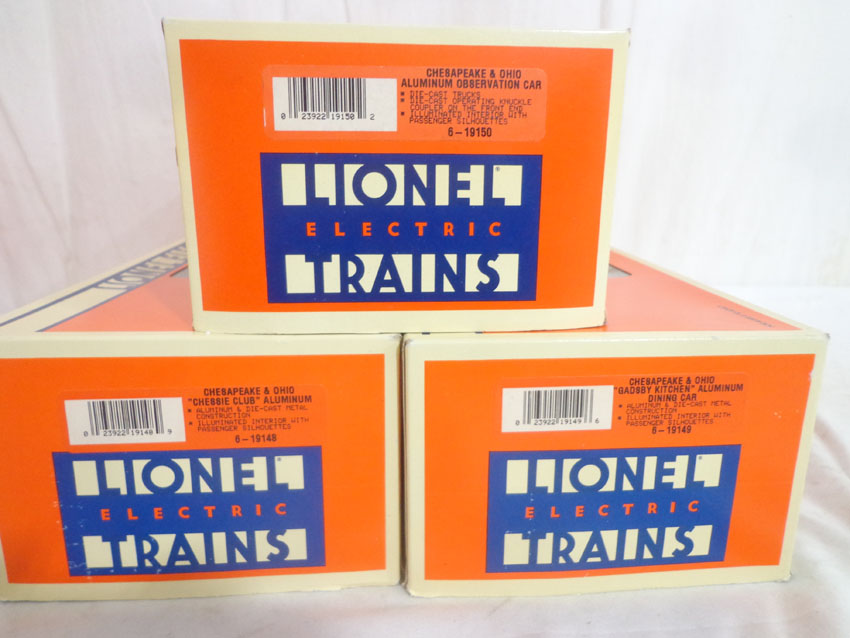 CHESAPEAKE & OHIO
ALUMINUM OBSERVATION CAR
■ DIE-CAST TRUCKS
■ DIE-CAST OPERATING KNUCKLE
COUPLER ON THE FRONT END
■ ILLUMINATED INTERIOR WITH
PASSENGER SILHOUETTES
6-19150
0 23922 19150 2
LIONEL
ELECTRIC
TRAINS
CHESAPEAKE & OHIO
"CHESSIE CLUB" ALUMINUM
■ ALUMINUM & DIE-CAST METAL
CONSTRUCTION
■ ILLUMINATED INTERIOR WITH
PASSENGER SILHOUETTES
6-19148
0 23922 19148 9
LIONEL
ELECTRIC
TRAINS
CHESAPEAKE & OHIO
"GADSBY KITCHEN" ALUMINUM
DINING CAR
■ ALUMINUM & DIE-CAST METAL
CONSTRUCTION
■ ILLUMINATED INTERIOR WITH
PASSENGER SILHOUETTES
6-19149
0 23922 19149 6
LIONEL
ELECTRIC
TRAINS